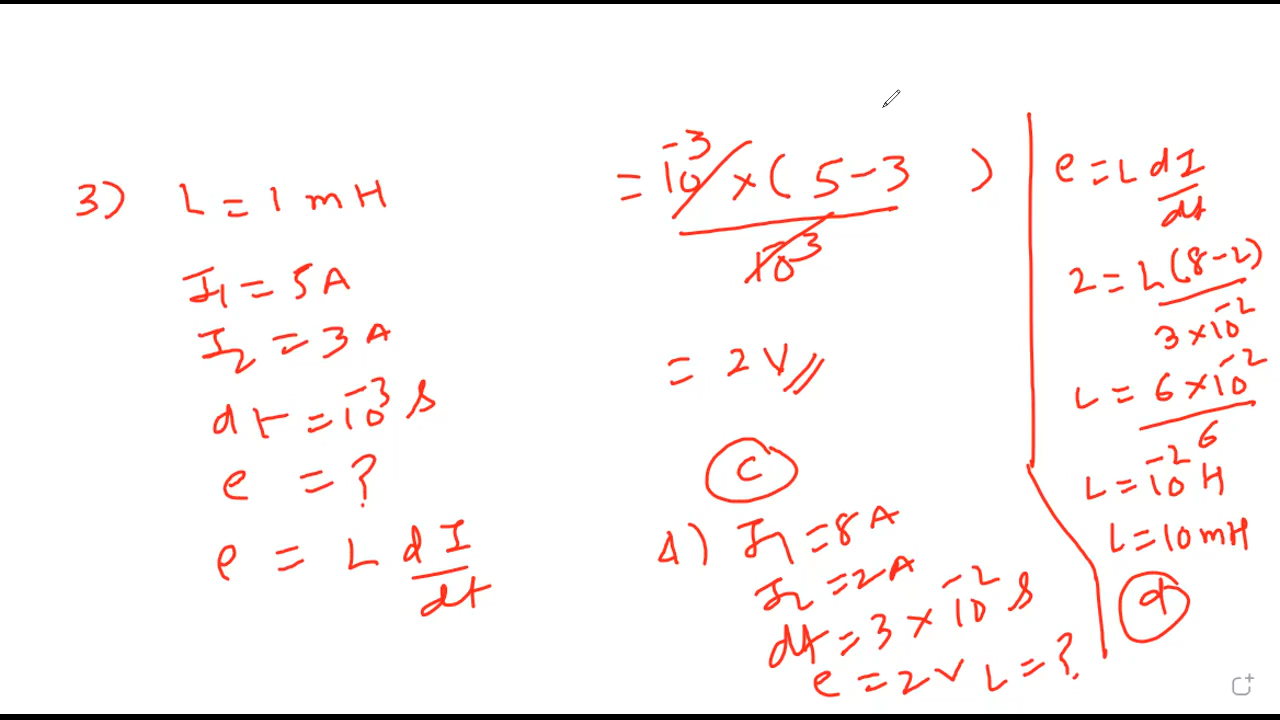 3) L = 1 mH
I₁ = 5A
I₂ = 3A
dt = 10⁻³ s
e = ?
e = L dI/dt
= 10⁻³ × (5-3)/10⁻³
= 2V
c
4) I₁ = 8A
I₂ = 2A
dt = 3 × 10⁻² s
e = 2V L = ?
e = L dI/dt
2 = L(8-2)/3×10⁻²
L = 6×10⁻²/6
L = 10⁻² H
L = 10mH
d